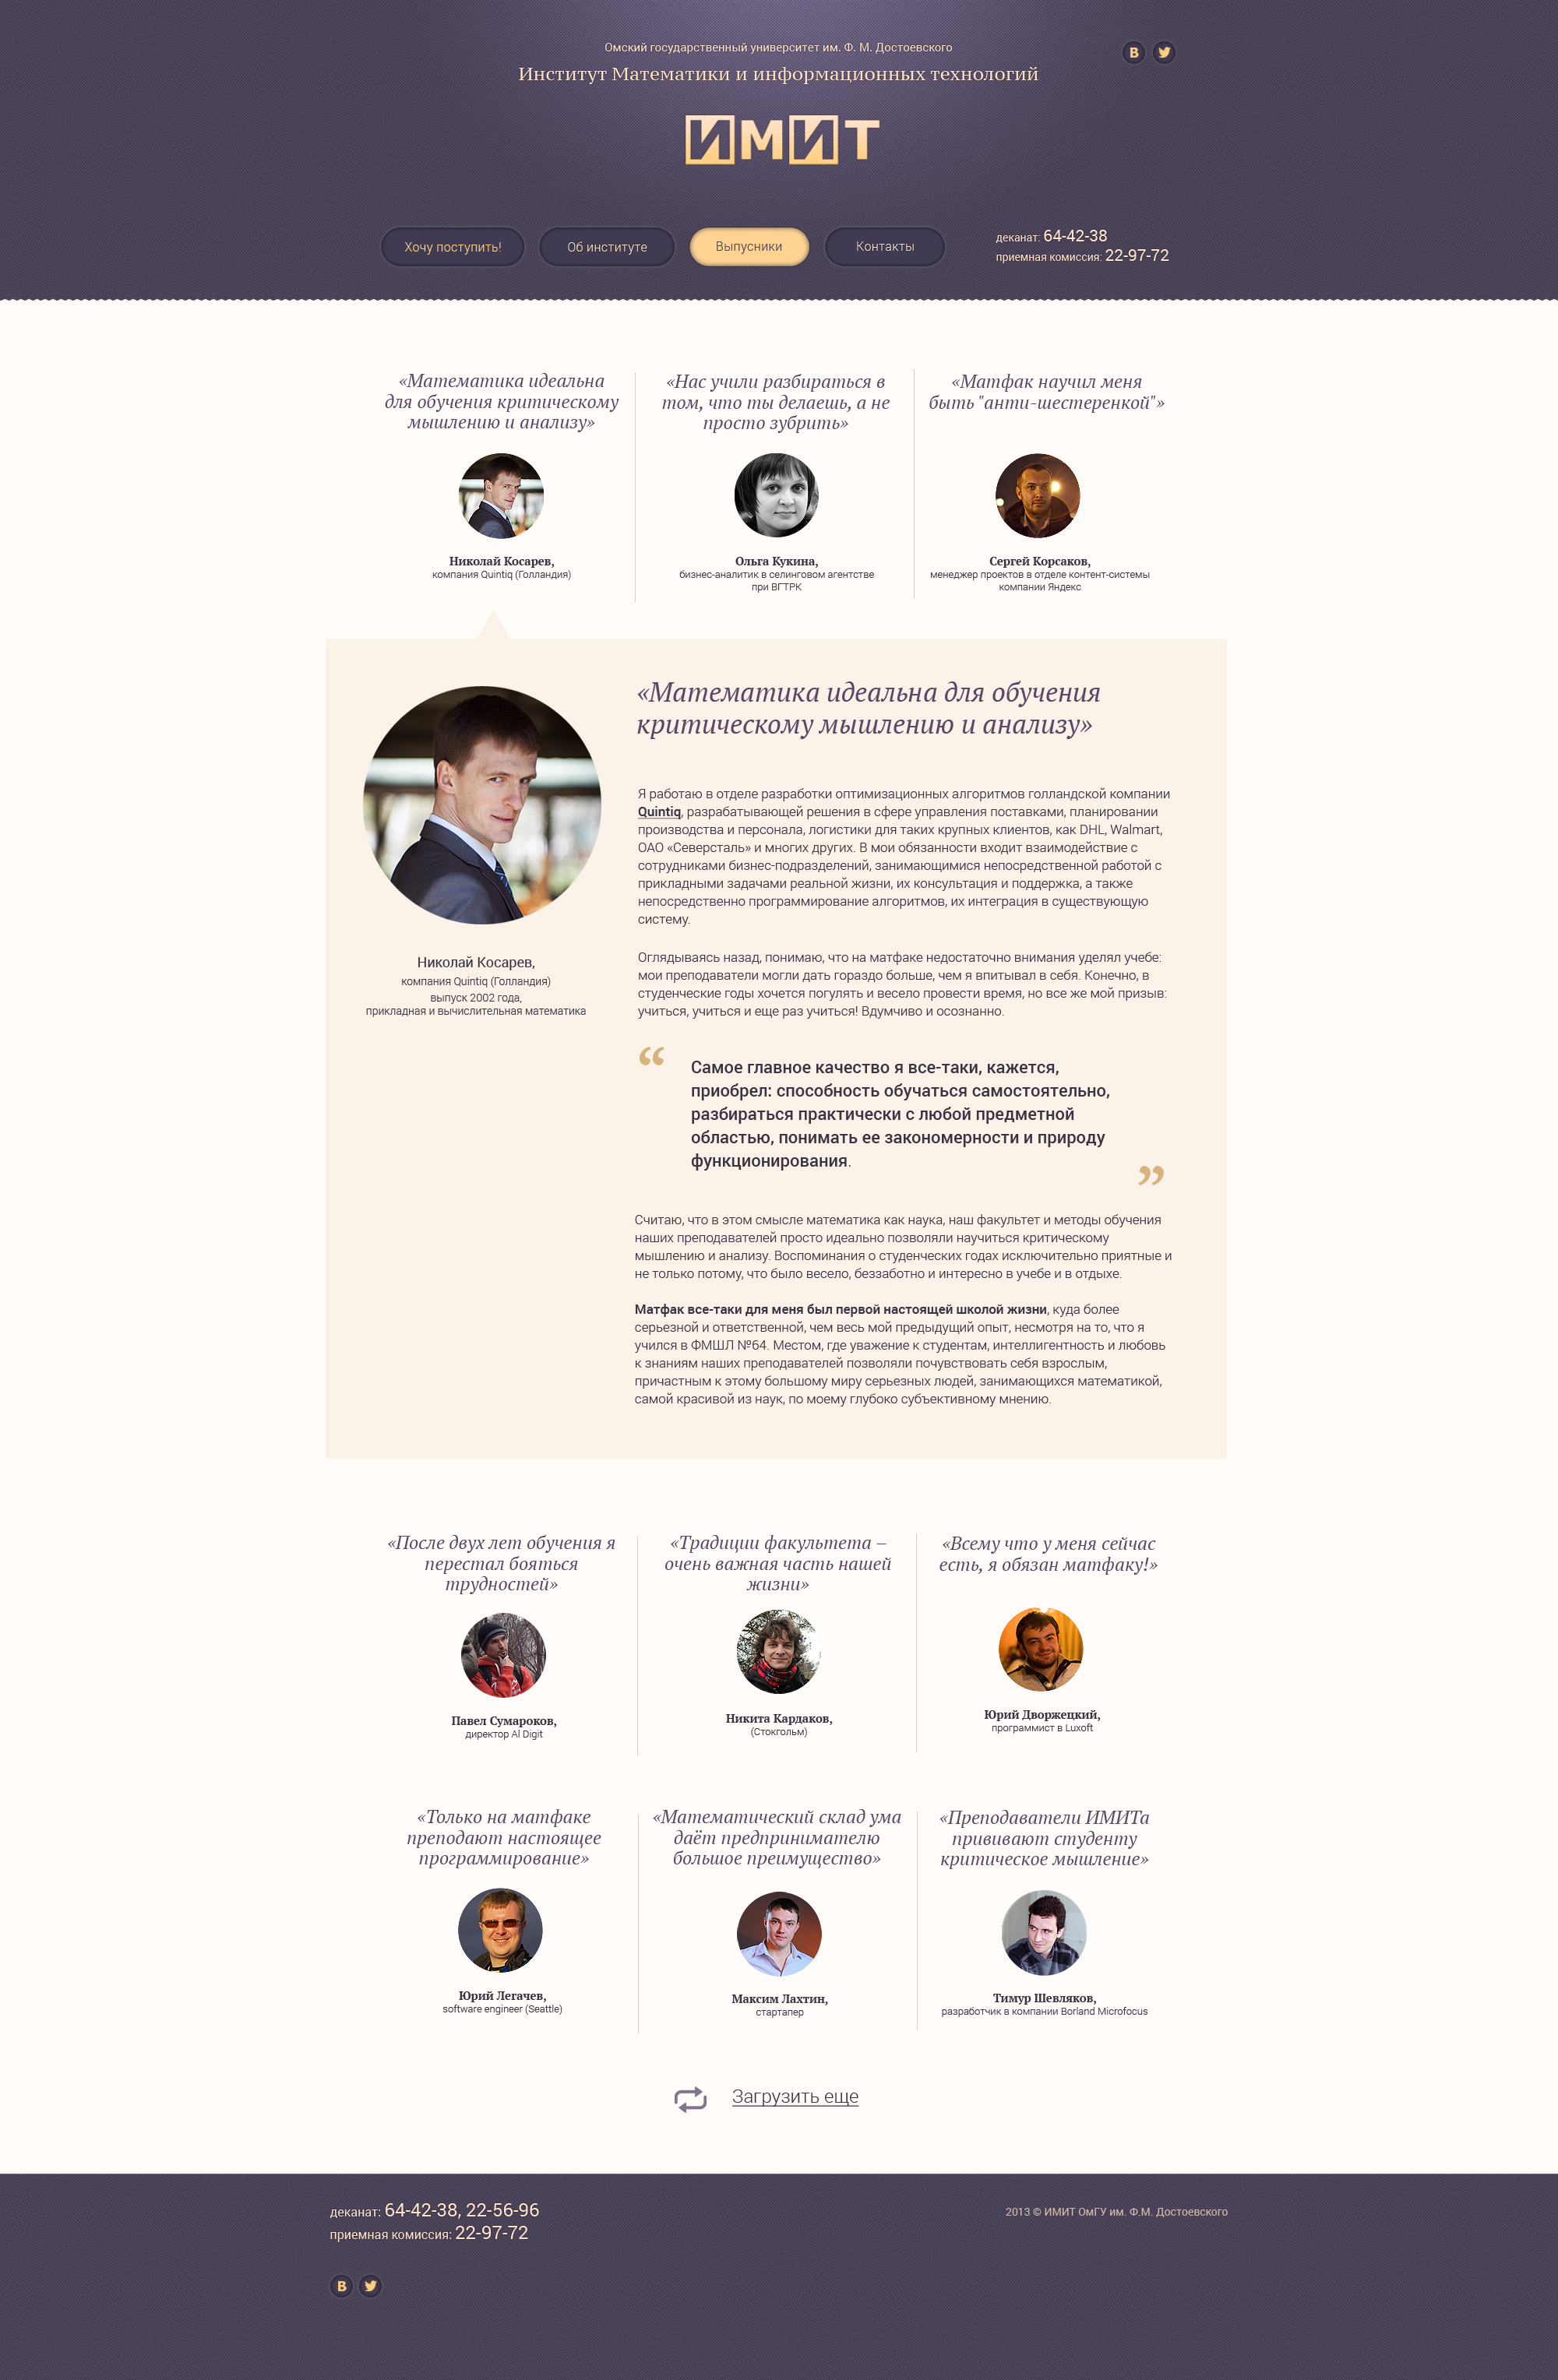 Омский государственный университет им. Ф. М. Достоевского
Институт Математики и информационных технологий
ИМИТ
Хочу поступить!
Об институте
Выпусники
Контакты
деканат: 64-42-38
приемная комиссия: 22-97-72
«Математика идеальна
для обучения критическому
мышлению и анализу»
Николай Косарев,
компания Quintiq (Голландия)
«Нас учили разбираться в
том, что ты делаешь, а не
просто зубрить»
Ольга Кукина,
бизнес-аналитик в селинговом агентстве
при ВГТРК
«Матфак научил меня
быть "анти-шестеренкой"»
Сергей Корсаков,
менеджер проектов в отделе контент-системы
компании Яндекс
Николай Косарев,
компания Quintiq (Голландия)
выпуск 2002 года,
прикладная и вычислительная математика
«Математика идеальна для обучения
критическому мышлению и анализу»
Я работаю в отделе разработки оптимизационных алгоритмов голландской компании
Quintiq, разрабатывающей решения в сфере управления поставками, планировании
производства и персонала, логистики для таких крупных клиентов, как DHL, Walmart,
ОАО «Северсталь» и многих других. В мои обязанности входит взаимодействие с
сотрудниками бизнес-подразделений, занимающимися непосредственной работой с
прикладными задачами реальной жизни, их консультация и поддержка, а также
непосредственно программирование алгоритмов, их интеграция в существующую
систему.
Оглядываясь назад, понимаю, что на матфаке недостаточно внимания уделял учебе:
мои преподаватели могли дать гораздо больше, чем я впитывал в себя. Конечно, в
студенческие годы хочется погулять и весело провести время, но все же мой призыв:
учиться, учиться и еще раз учиться! Вдумчиво и осознанно.
“
Самое главное качество я все-таки, кажется,
приобрел: способность обучаться самостоятельно,
разбираться практически с любой предметной
областью, понимать ее закономерности и природу
функционирования.
”
Считаю, что в этом смысле математика как наука, наш факультет и методы обучения
наших преподавателей просто идеально позволяли научиться критическому
мышлению и анализу. Воспоминания о студенческих годах исключительно приятные и
не только потому, что было весело, беззаботно и интересно в учебе и в отдыхе.
Матфак все-таки для меня был первой настоящей школой жизни, куда более
серьезной и ответственной, чем весь мой предыдущий опыт, несмотря на то, что я
учился в ФМШЛ №64. Местом, где уважение к студентам, интеллигентность и любовь
к знаниям наших преподавателей позволяли почувствовать себя взрослым,
причастным к этому большому миру серьезных людей, занимающихся математикой,
самой красивой из наук, по моему глубоко субъективному мнению.
«После двух лет обучения я
перестал бояться
трудностей»
Павел Сумароков,
директор Al Digit
«Традиции факультета –
очень важная часть нашей
жизни»
Никита Кардаков,
(Стокгольм)
«Всему что у меня сейчас
есть, я обязан матфаку!»
Юрий Дворжецкий,
программист в Luxoft
«Только на матфаке
преподают настоящее
программирование»
Юрий Легачев,
software engineer (Seattle)
«Математический склад ума
даёт предпринимателю
большое преимущество»
Максим Лахтин,
стартапер
«Преподаватели ИМИТа
прививают студенту
критическое мышление»
Тимур Шевляков,
разработчик в компании Borland Microfocus
Загрузить еще
деканат: 64-42-38, 22-56-96
приемная комиссия: 22-97-72
2013 © ИМИТ ОмГУ им. Ф.М. Достоевского